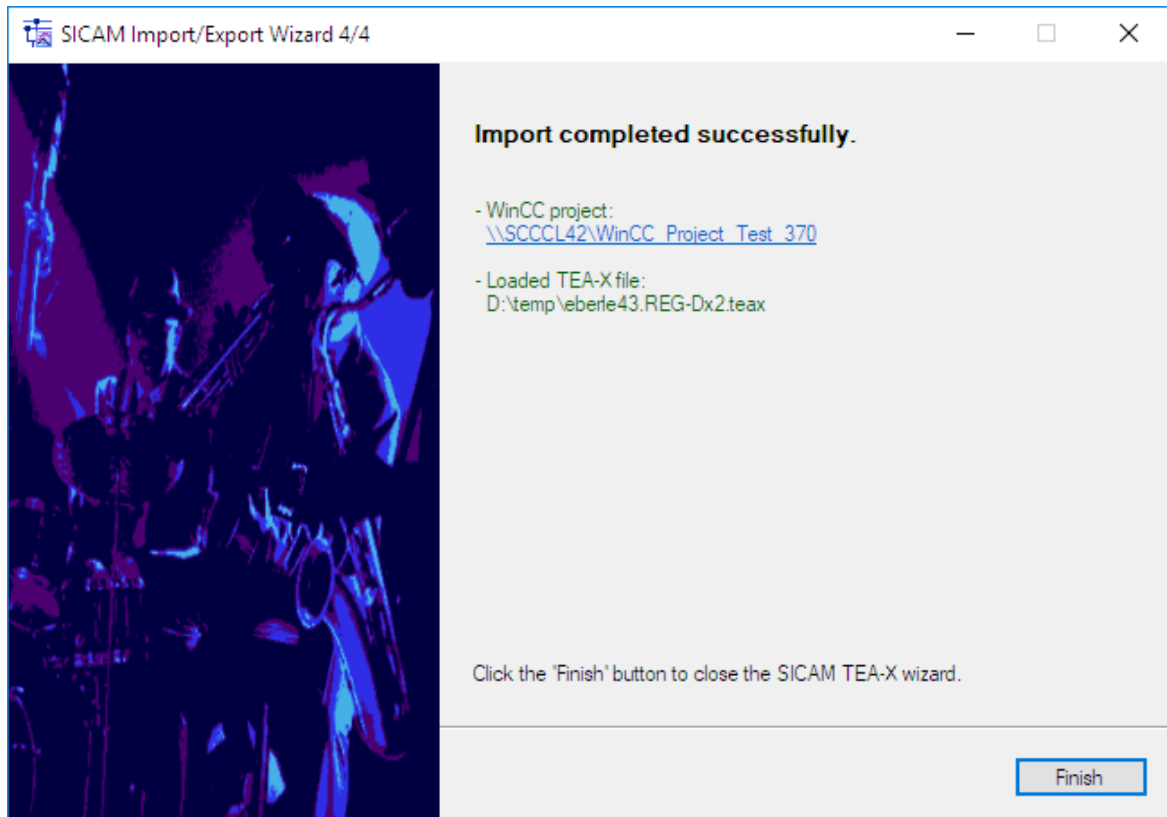 SICAM Import/Export Wizard 4/4
Import completed successfully.
- WinCC project:
\\SCCCL42\WinCC_Project_Test_370
- Loaded TEA-X file:
D:\temp\eberle43.REG-Dx2.teax
Click the "Finish" button to close the SICAM TEA-X wizard.
Finish